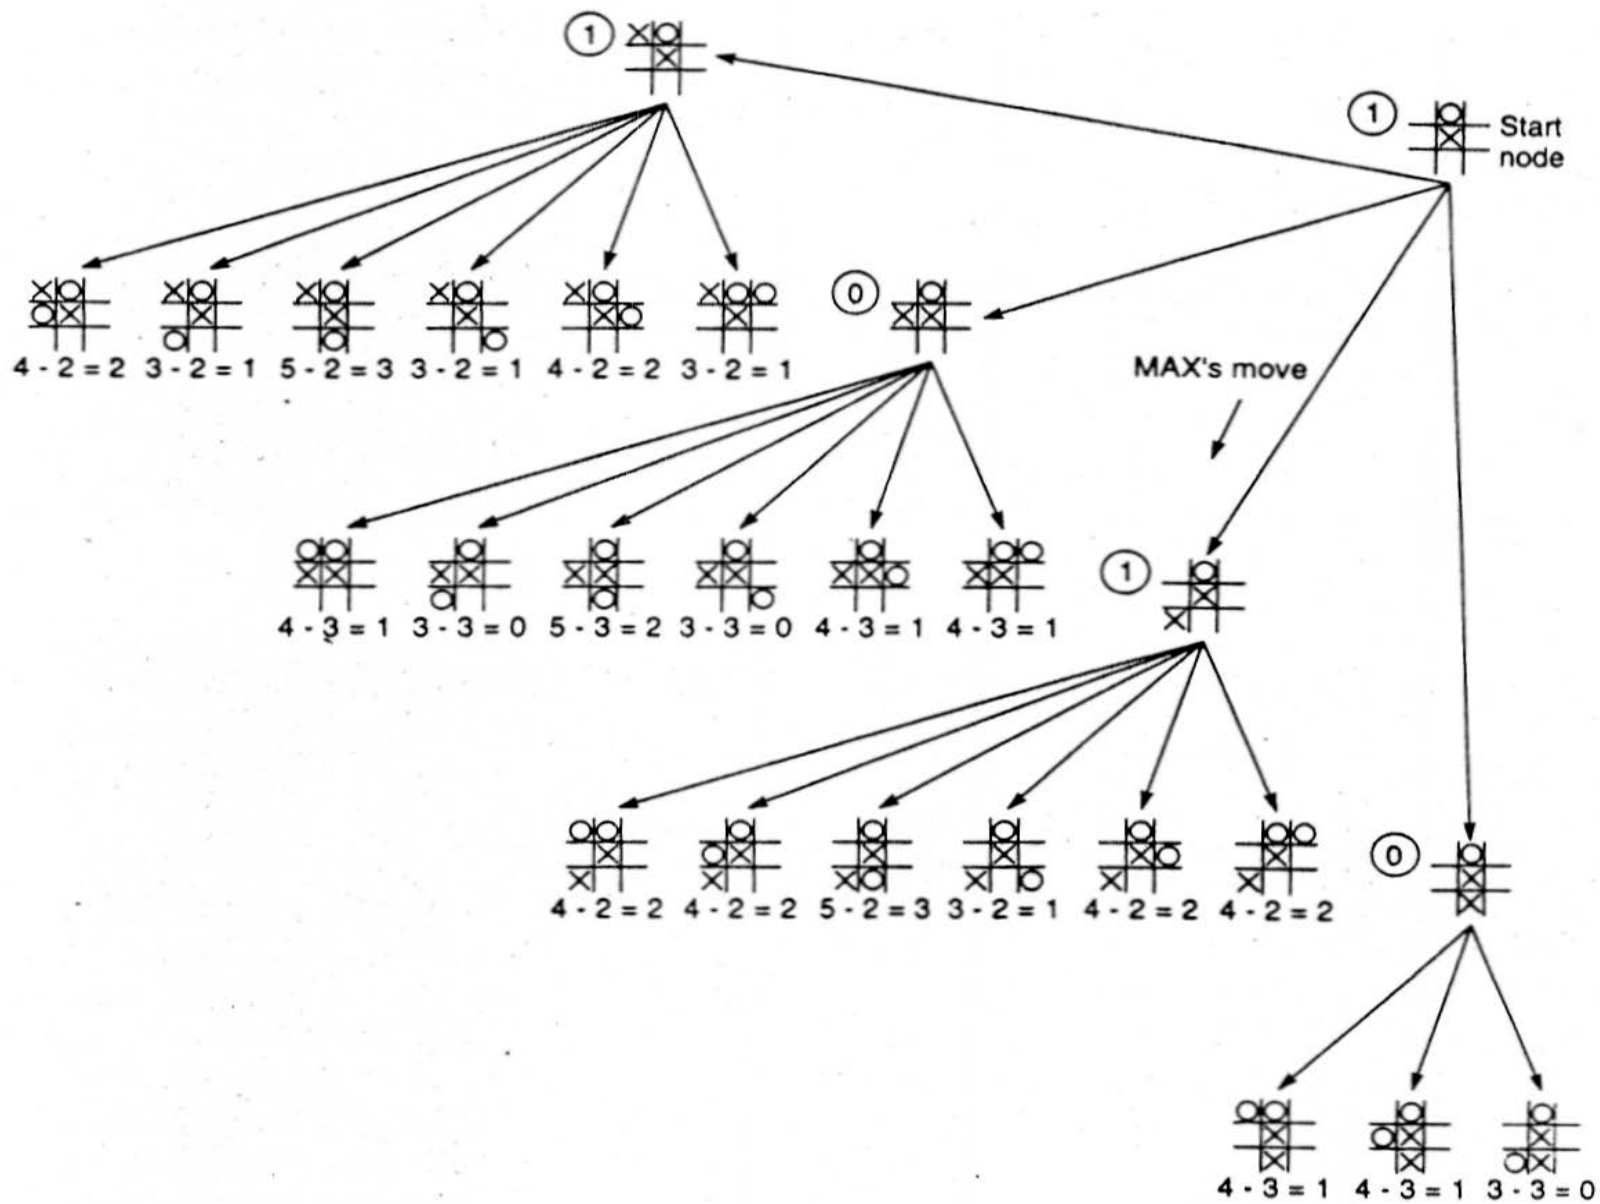 1
1
Start
node
4 - 2 = 2 3 - 2 = 1 5 - 2 = 3 3 - 2 = 1 4 - 2 = 2 3 - 2 = 1
0
MAX's move
4 - 3 = 1 3 - 3 = 0 5 - 3 = 2 3 - 3 = 0 4 - 3 = 1 4 - 3 = 1
1
4 - 2 = 2 4 - 2 = 2 5 - 2 = 3 3 - 2 = 1 4 - 2 = 2 4 - 2 = 2
0
4 - 3 = 1 4 - 3 = 1 3 - 3 = 0